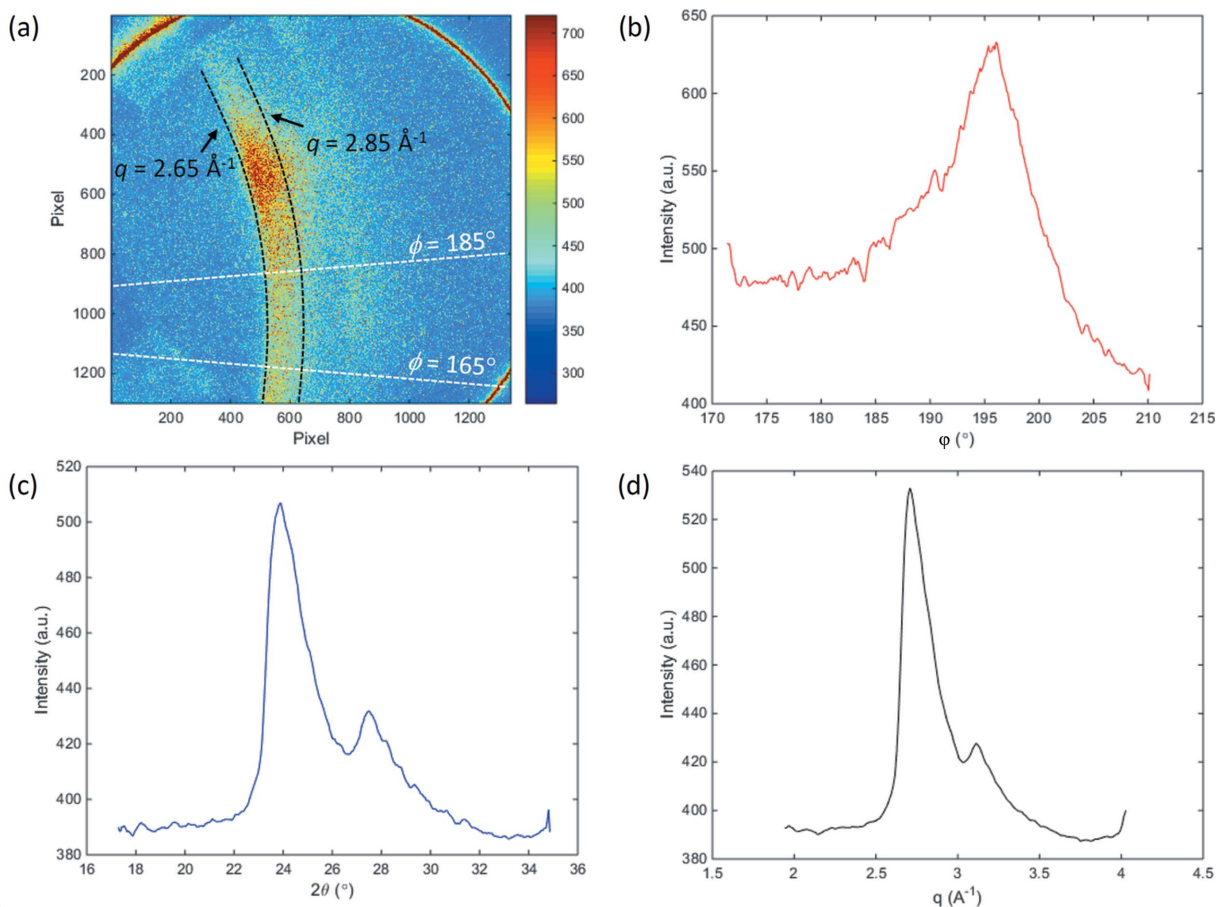 (a)
200
400
600
800
1000
1200
Pixel
200 400 600 800 1000 1200
Pixel
q = 2.65 Å-1
q = 2.85 Å-1
ϕ = 185°
ϕ = 165°
700
650
600
550
500
450
400
350
300
(b)
650
600
550
500
450
400
Intensity (a.u.)
170 175 180 185 190 195 200 205 210 215
φ (°)
(c)
520
500
480
460
440
420
400
380
Intensity (a.u.)
16 18 20 22 24 26 28 30 32 34 36
2θ (°)
(d)
540
520
500
480
460
440
420
400
380
Intensity (a.u.)
1.5 2 2.5 3 3.5 4 4.5
q (A-1)